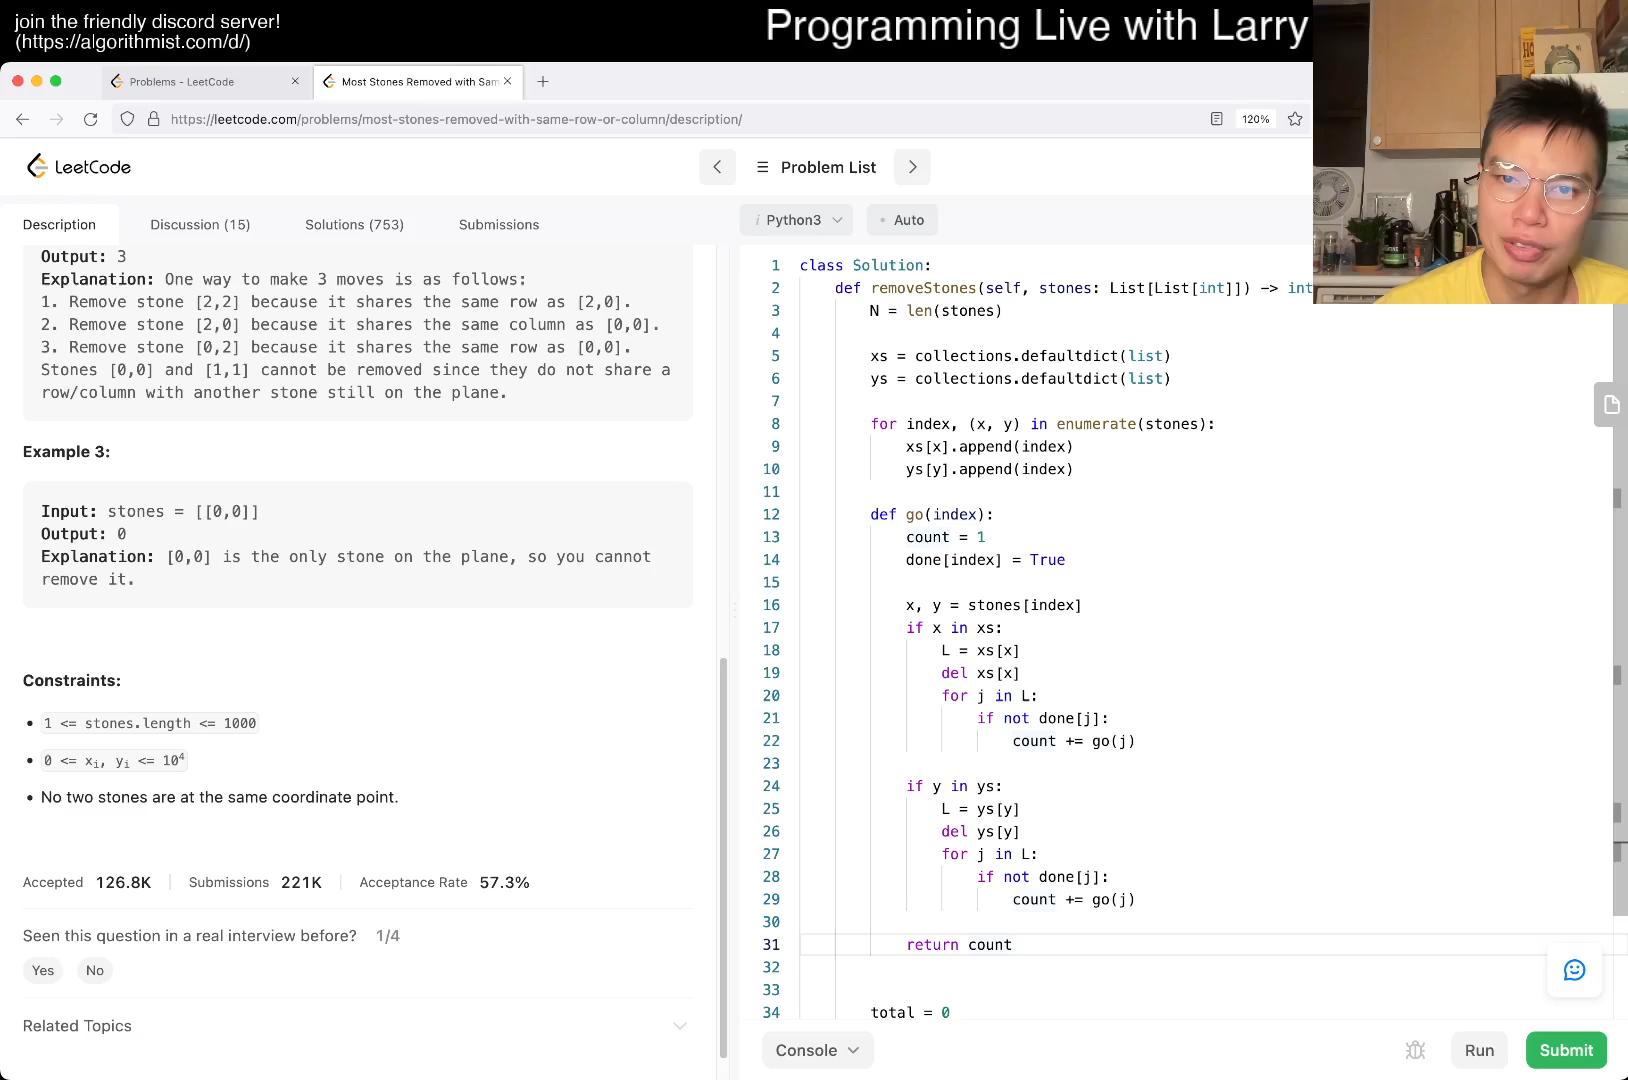 join the friendly discord server!
(https://algorithmist.com/d/)
Programming Live with Larry
Problems - LeetCode
Most Stones Removed with Sam
https://leetcode.com/problems/most-stones-removed-with-same-row-or-column/description/
120%
LeetCode
Problem List
Description
Discussion (15)
Solutions (753)
Submissions
Output: 3
Explanation: One way to make 3 moves is as follows:
1. Remove stone [2,2] because it shares the same row as [2,0].
2. Remove stone [2,0] because it shares the same column as [0,0].
3. Remove stone [0,2] because it shares the same row as [0,0].
Stones [0,0] and [1,1] cannot be removed since they do not share a
row/column with another stone still on the plane.
Example 3:
Input: stones = [[0,0]]
Output: 0
Explanation: [0,0] is the only stone on the plane, so you cannot
remove it.
Constraints:
• 1 <= stones.length <= 1000
• 0 <= xi, yi <= 10⁴
• No two stones are at the same coordinate point.
Accepted 126.8K | Submissions 221K | Acceptance Rate 57.3%
Seen this question in a real interview before? 1/4
Yes No
Related Topics
i Python3
• Auto
1 class Solution:
2 def removeStones(self, stones: List[List[int]]) -> int
3 N = len(stones)
4
5 xs = collections.defaultdict(list)
6 ys = collections.defaultdict(list)
7
8 for index, (x, y) in enumerate(stones):
9 xs[x].append(index)
10 ys[y].append(index)
11
12 def go(index):
13 count = 1
14 done[index] = True
15
16 x, y = stones[index]
17 if x in xs:
18 L = xs[x]
19 del xs[x]
20 for j in L:
21 if not done[j]:
22 count += go(j)
23
24 if y in ys:
25 L = ys[y]
26 del ys[y]
27 for j in L:
28 if not done[j]:
29 count += go(j)
30
31 return count
32
33
34 total = 0
Console
Run
Submit